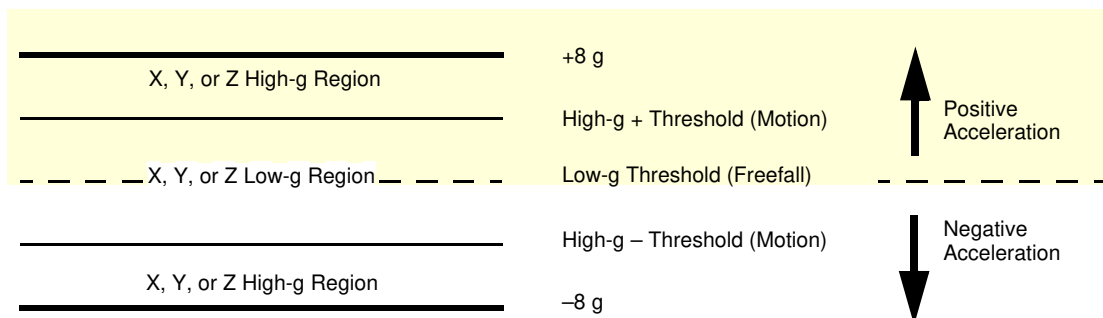 +8 g
X, Y, or Z High-g Region
High-g + Threshold (Motion)
Positive
Acceleration
X, Y, or Z Low-g Region
Low-g Threshold (Freefall)
High-g – Threshold (Motion)
Negative
Acceleration
X, Y, or Z High-g Region
–8 g